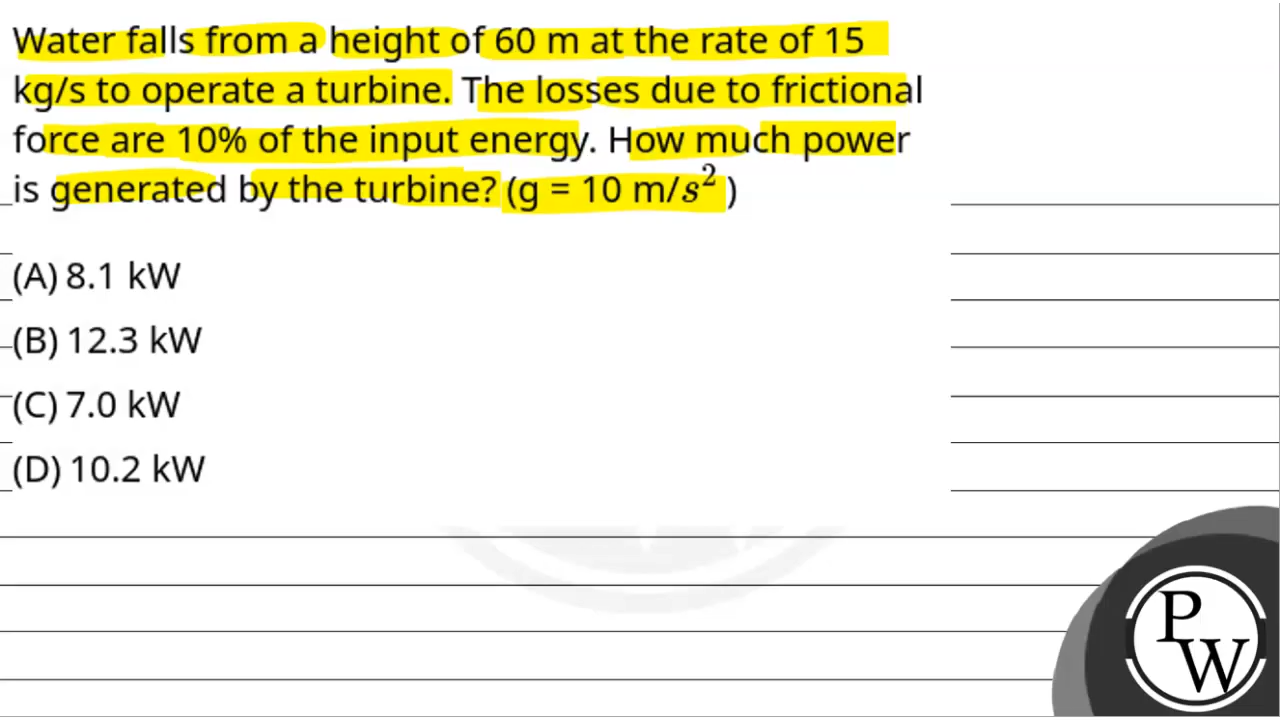 Water falls from a height of 60 m at the rate of 15
kg/s to operate a turbine. The losses due to frictional
force are 10% of the input energy. How much power
is generated by the turbine? (g = 10 m/s² )
(A) 8.1 kW
(B) 12.3 kW
(C) 7.0 kW
(D) 10.2 kW
P
W